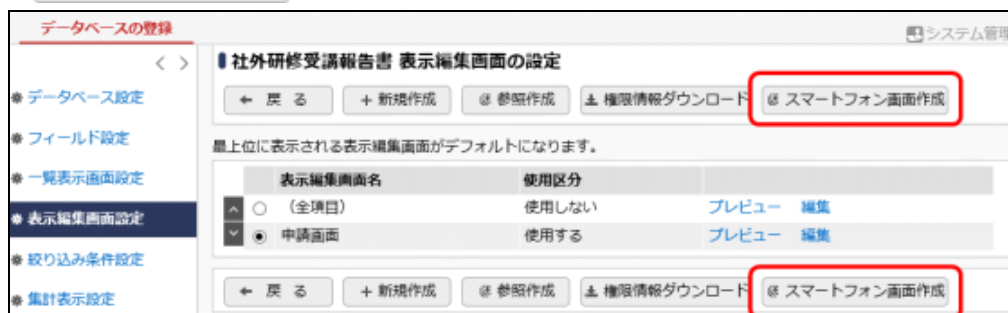 データベースの登録
システム管理
< >
社外研修受講報告書 表示編集画面の設定
← 戻 る + 新規作成 参照作成 権限情報ダウンロード スマートフォン画面作成
データベース設定
フィールド設定
最上位に表示される表示編集画面がデフォルトになります。
一覧表示画面設定
表示編集画面名 使用区分
(全項目) 使用しない プレビュー 編集
表示編集画面設定
申請画面 使用する プレビュー 編集
絞り込み条件設定
集計表示設定
← 戻 る + 新規作成 参照作成 権限情報ダウンロード スマートフォン画面作成